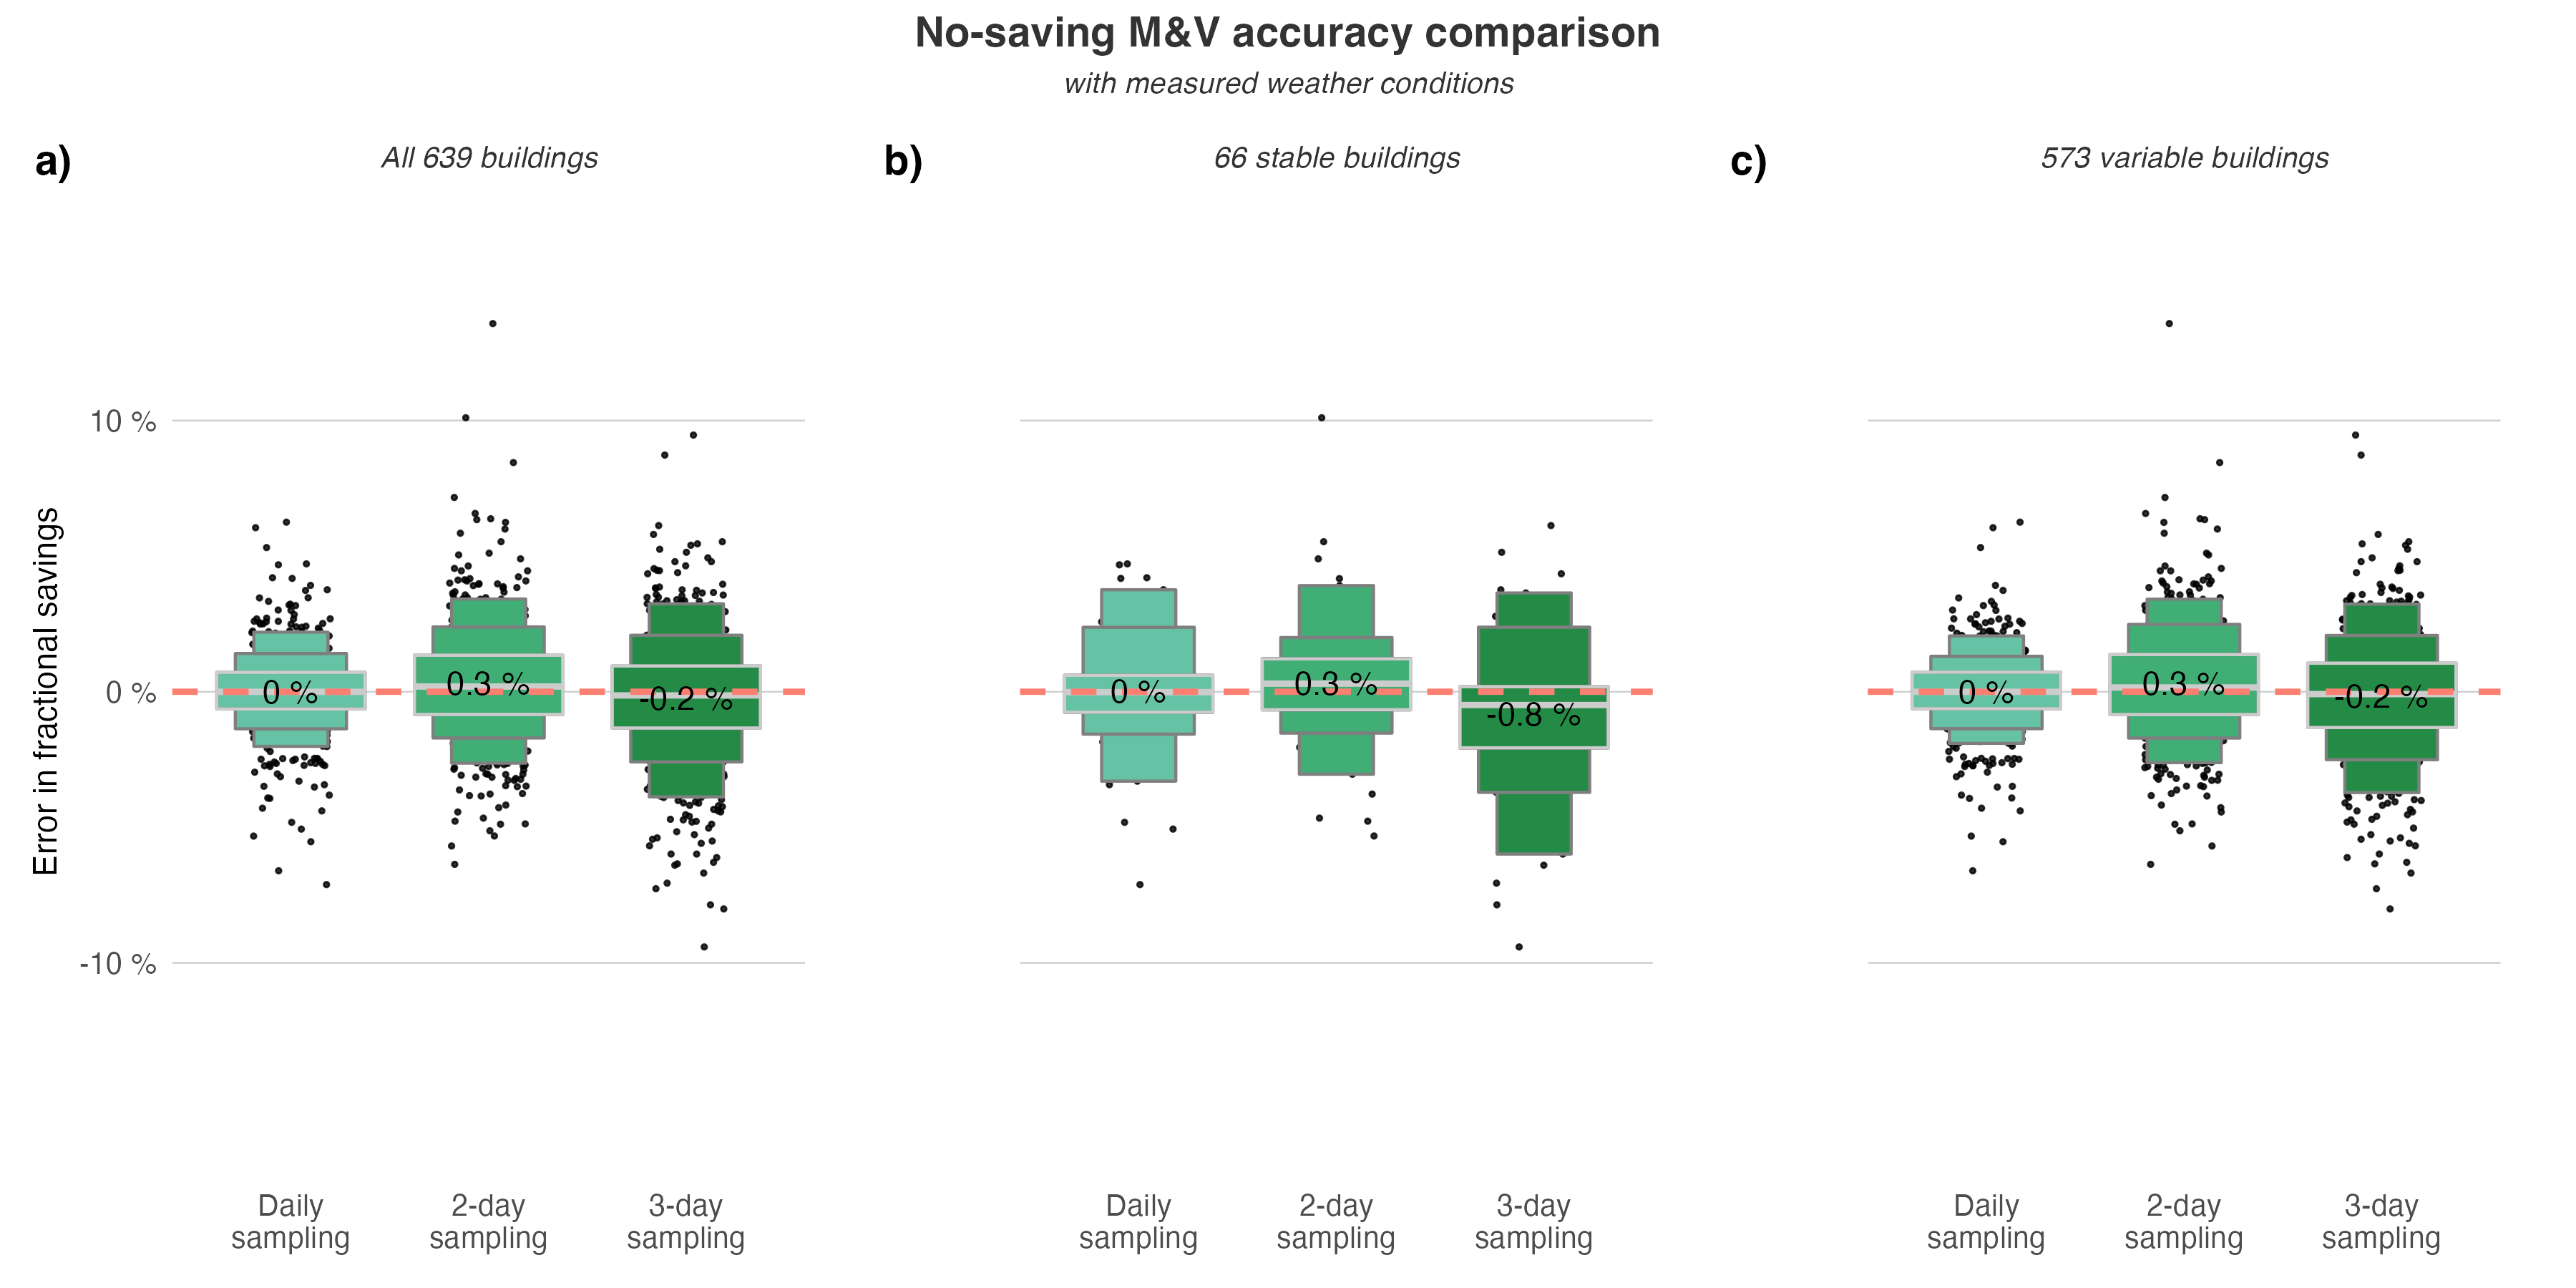 No-saving M&V accuracy comparison
with measured weather conditions
a)
All 639 buildings
b)
66 stable buildings
c)
573 variable buildings
Error in fractional savings
10 %
0 %
-10 %
0 %
0.3 %
-0.2 %
0 %
0.3 %
-0.8 %
0 %
0.3 %
-0.2 %
Daily
sampling
2-day
sampling
3-day
sampling
Daily
sampling
2-day
sampling
3-day
sampling
Daily
sampling
2-day
sampling
3-day
sampling